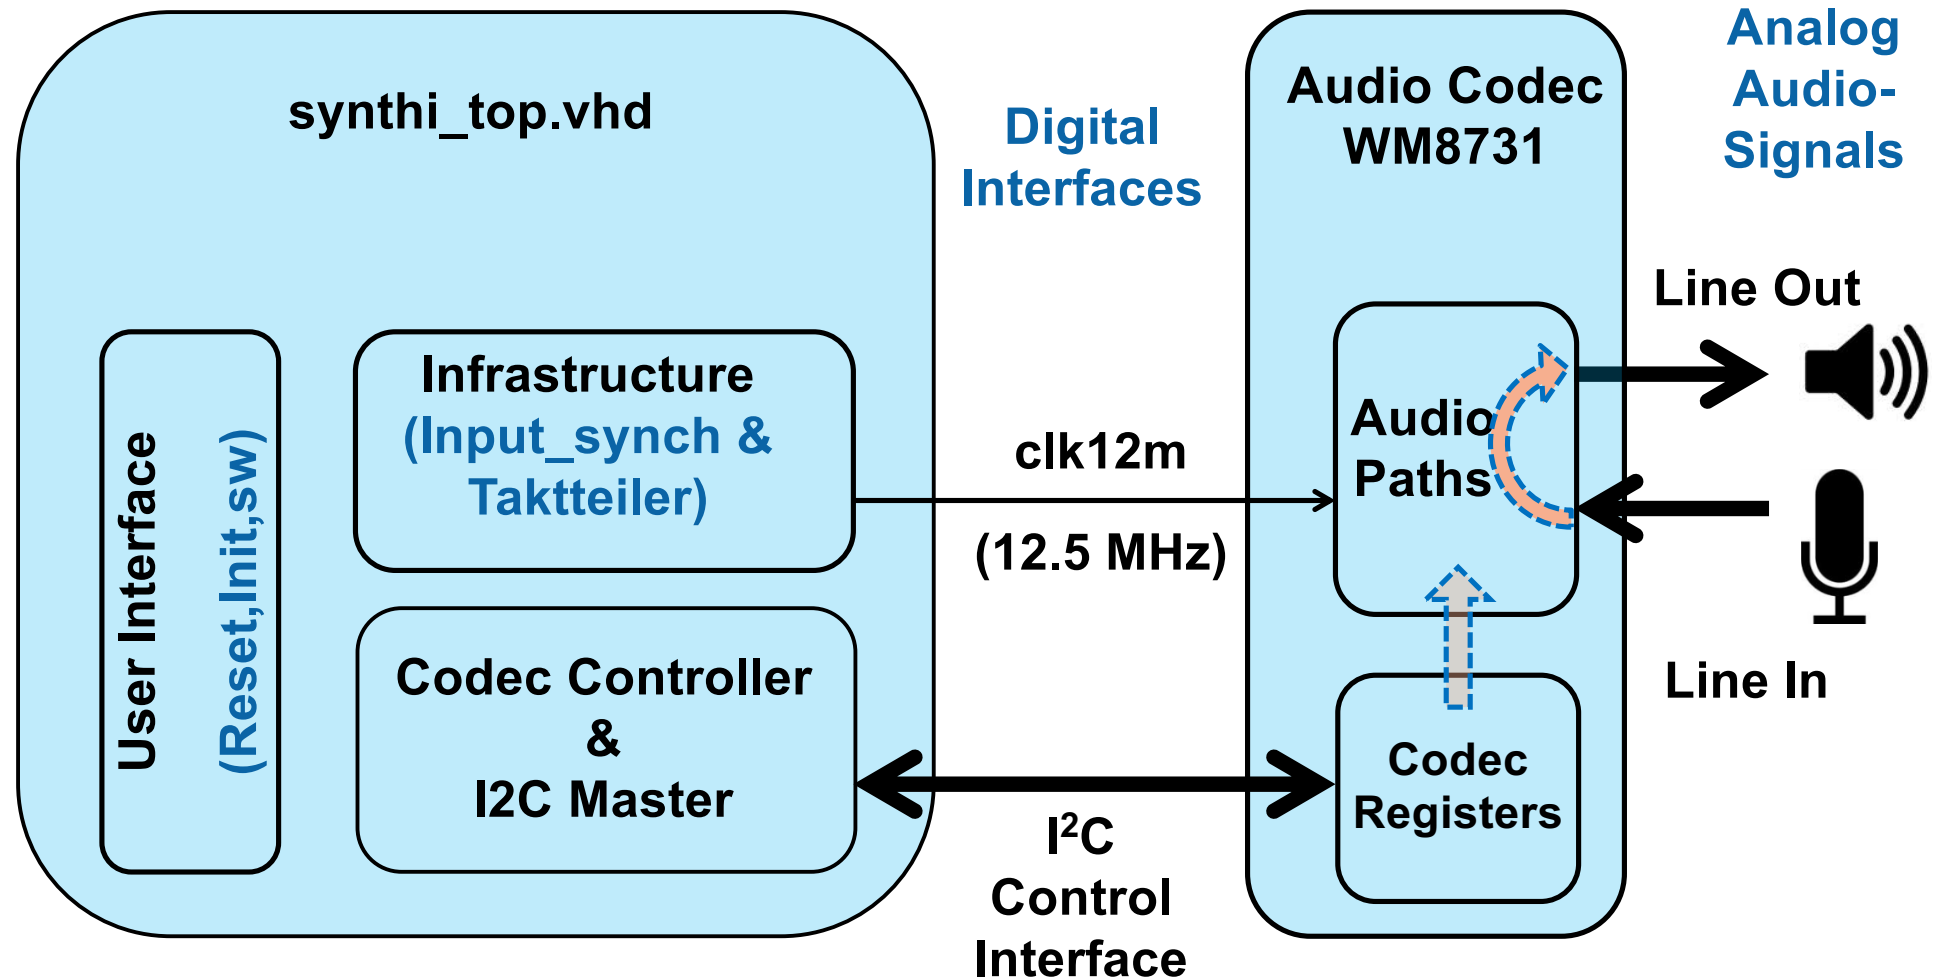 synthi_top.vhd
User Interface
(Reset,Init,sw)
Infrastructure
(Input_synch &
Taktteiler)
Codec Controller
&
I2C Master
Digital
Interfaces
clk12m
(12.5 MHz)
I²C
Control
Interface
Audio Codec
WM8731
Audio
Paths
Codec
Registers
Analog
Audio-
Signals
Line Out
Line In